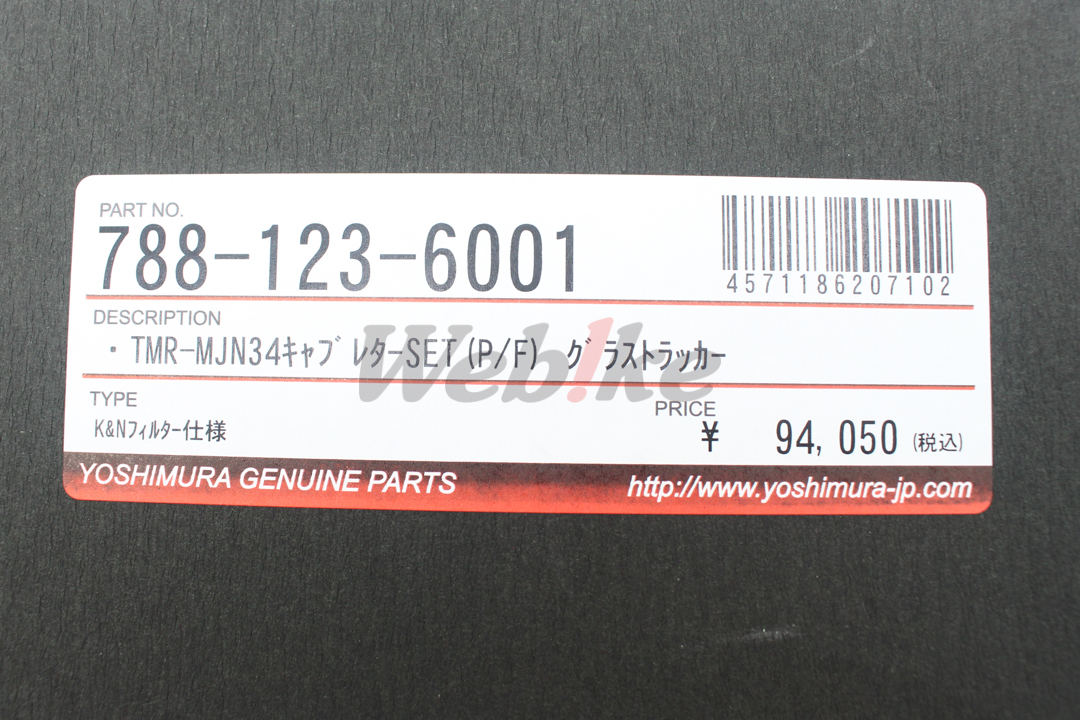 PART NO.
788-123-6001
4571186207102
DESCRIPTION
・TMR-MJN34ｷｬﾌﾞﾚﾀｰSET(P/F) ｸﾞﾗｽﾄﾗｯｶｰ
Web!ke
TYPE
K&Nﾌｨﾙﾀｰ仕様
PRICE
¥ 94,050 (税込)
YOSHIMURA GENUINE PARTS
http://www.yoshimura-jp.com